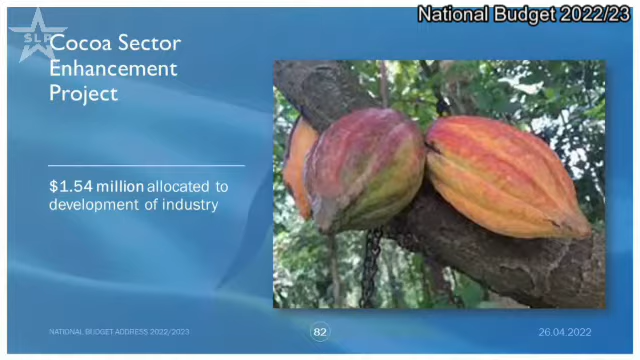 National Budget 2022/23
SLP
Cocoa Sector
Enhancement
Project
$1.54 million allocated to
development of industry
NATIONAL BUDGET ADDRESS 2022/2023
82
26.04.2022